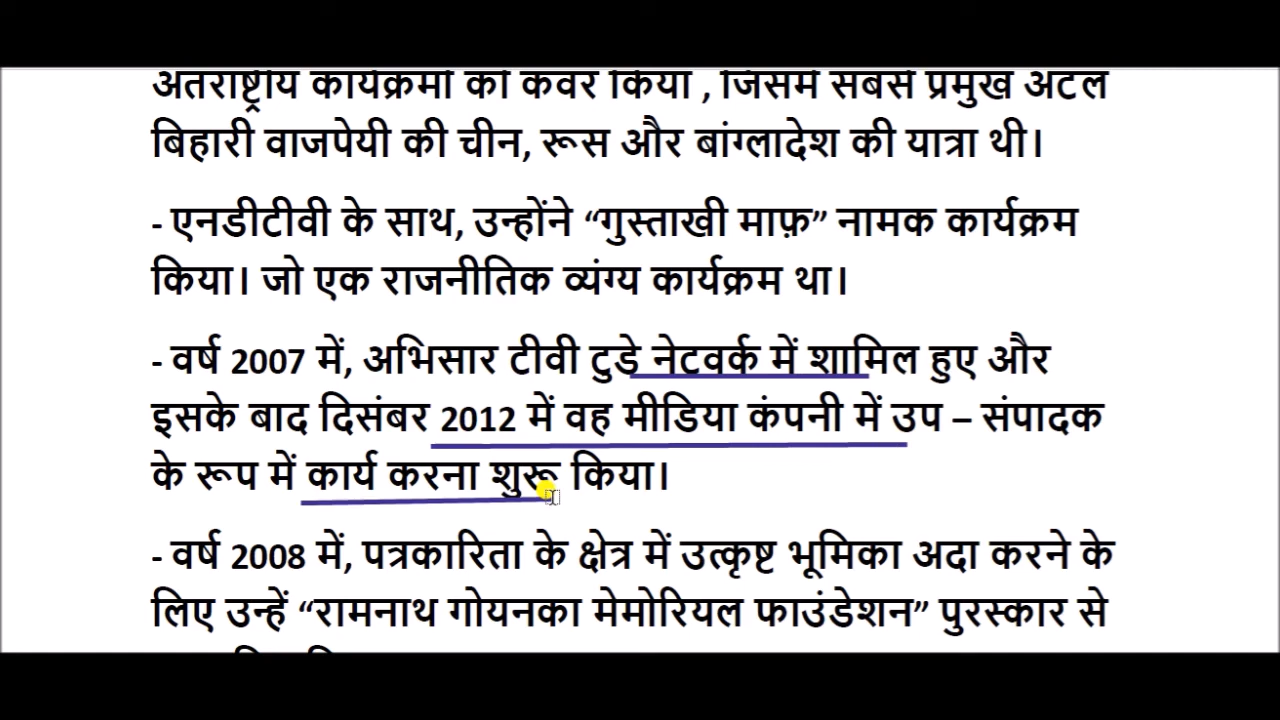 अंतर्राष्ट्रीय कार्यक्रमों को कवर किया , जिसमें सबसे प्रमुख अटल
बिहारी वाजपेयी की चीन, रूस और बांग्लादेश की यात्रा थी।
- एनडीटीवी के साथ, उन्होंने “गुस्ताखी माफ़” नामक कार्यक्रम
किया। जो एक राजनीतिक व्यंग्य कार्यक्रम था।
- वर्ष 2007 में, अभिसार टीवी टुडे नेटवर्क में शामिल हुए और
इसके बाद दिसंबर 2012 में वह मीडिया कंपनी में उप – संपादक
के रूप में कार्य करना शुरू किया।
- वर्ष 2008 में, पत्रकारिता के क्षेत्र में उत्कृष्ट भूमिका अदा करने के
लिए उन्हें “रामनाथ गोयनका मेमोरियल फाउंडेशन” पुरस्कार से